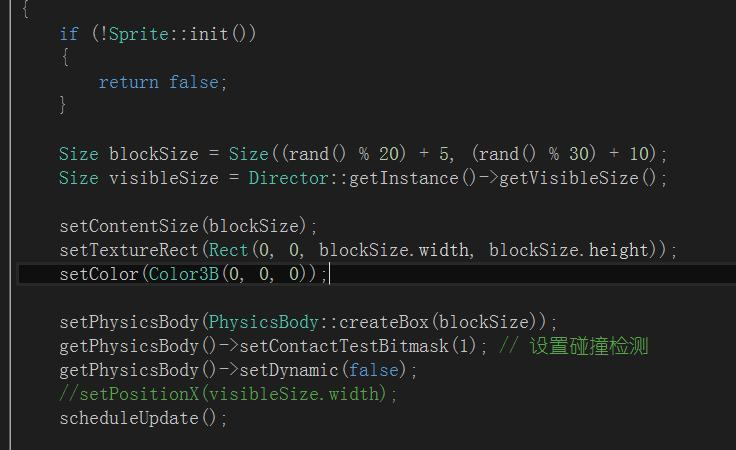 {
if (!Sprite::init())
{
return false;
}
Size blockSize = Size((rand() % 20) + 5, (rand() % 30) + 10);
Size visibleSize = Director::getInstance()->getVisibleSize();
setContentSize(blockSize);
setTextureRect(Rect(0, 0, blockSize.width, blockSize.height));
setColor(Color3B(0, 0, 0));
setPhysicsBody(PhysicsBody::createBox(blockSize));
getPhysicsBody()->setContactTestBitmask(1); // 设置碰撞检测
getPhysicsBody()->setDynamic(false);
//setPositionX(visibleSize.width);
scheduleUpdate();